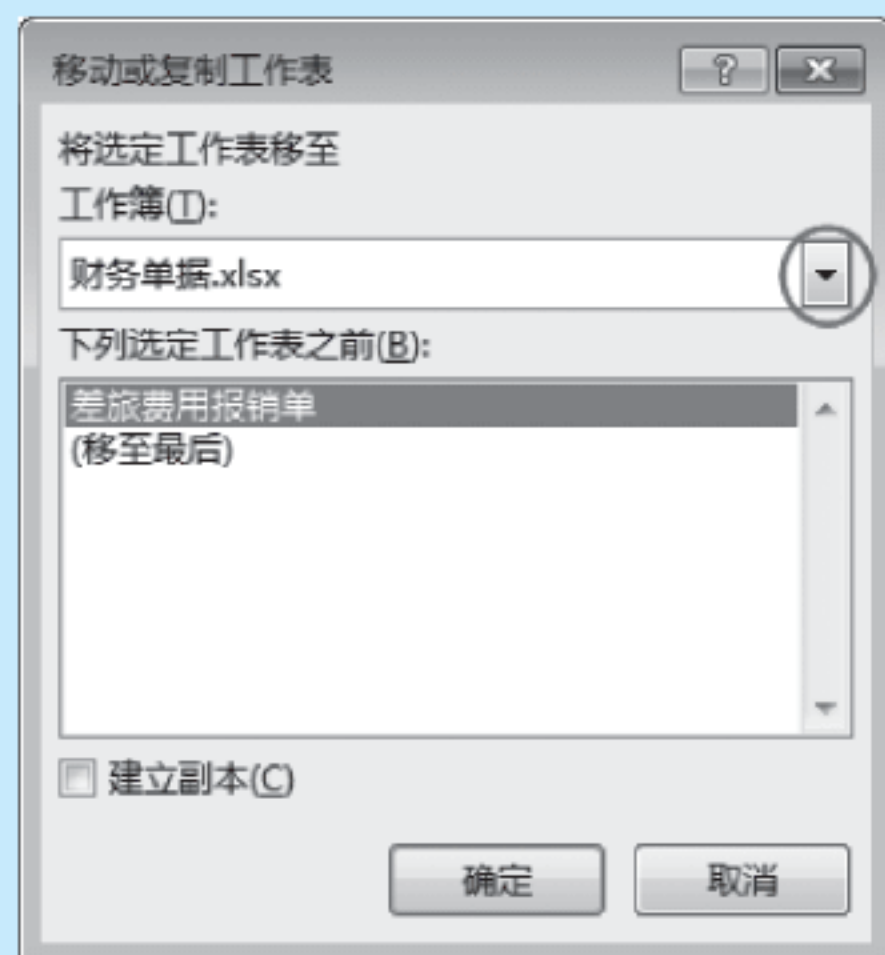 移动或复制工作表
将选定工作表移至
工作簿(T):
财务单据.xlsx
下列选定工作表之前(B):
差旅费用报销单
(移至最后)
建立副本(C)
确定 取消